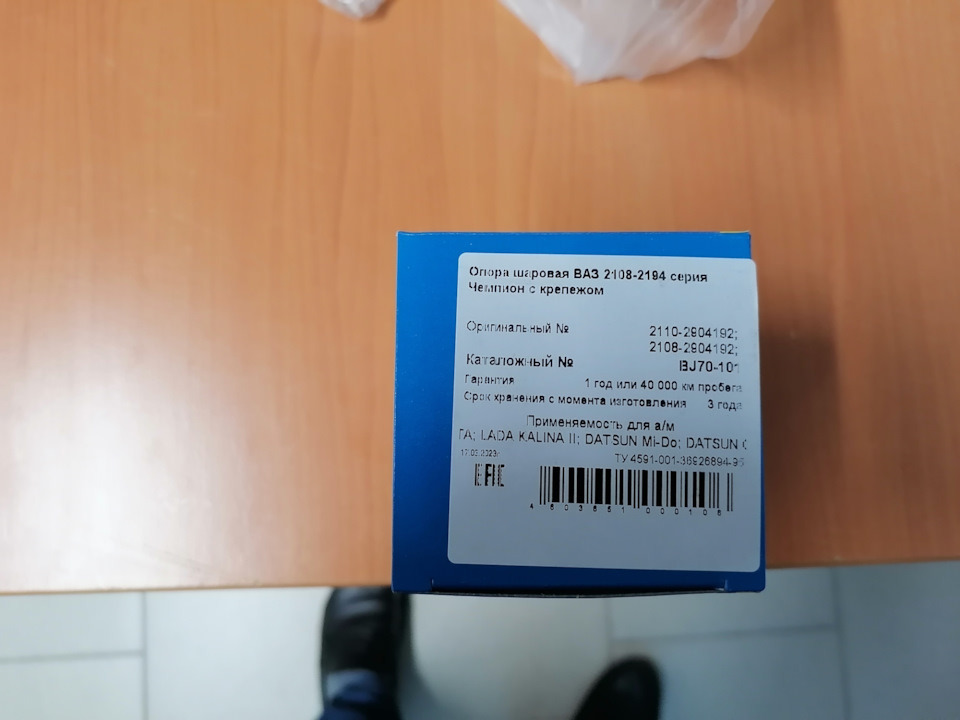 Опора шаровая ВАЗ 2108-2194 серия
Чемпион с крепежом
Оригинальный № 2110-2904192;
2108-2904192;
Каталожный № BJ70-101
Гарантия 1 год или 40 000 км пробега
Срок хранения с момента изготовления 3 года
Применяемость для а/м
ТА; LADA KALINA II; DATSUN Mi-Do; DATSUN
ТУ 4591-001-36926894-95
EAC
4603651000106